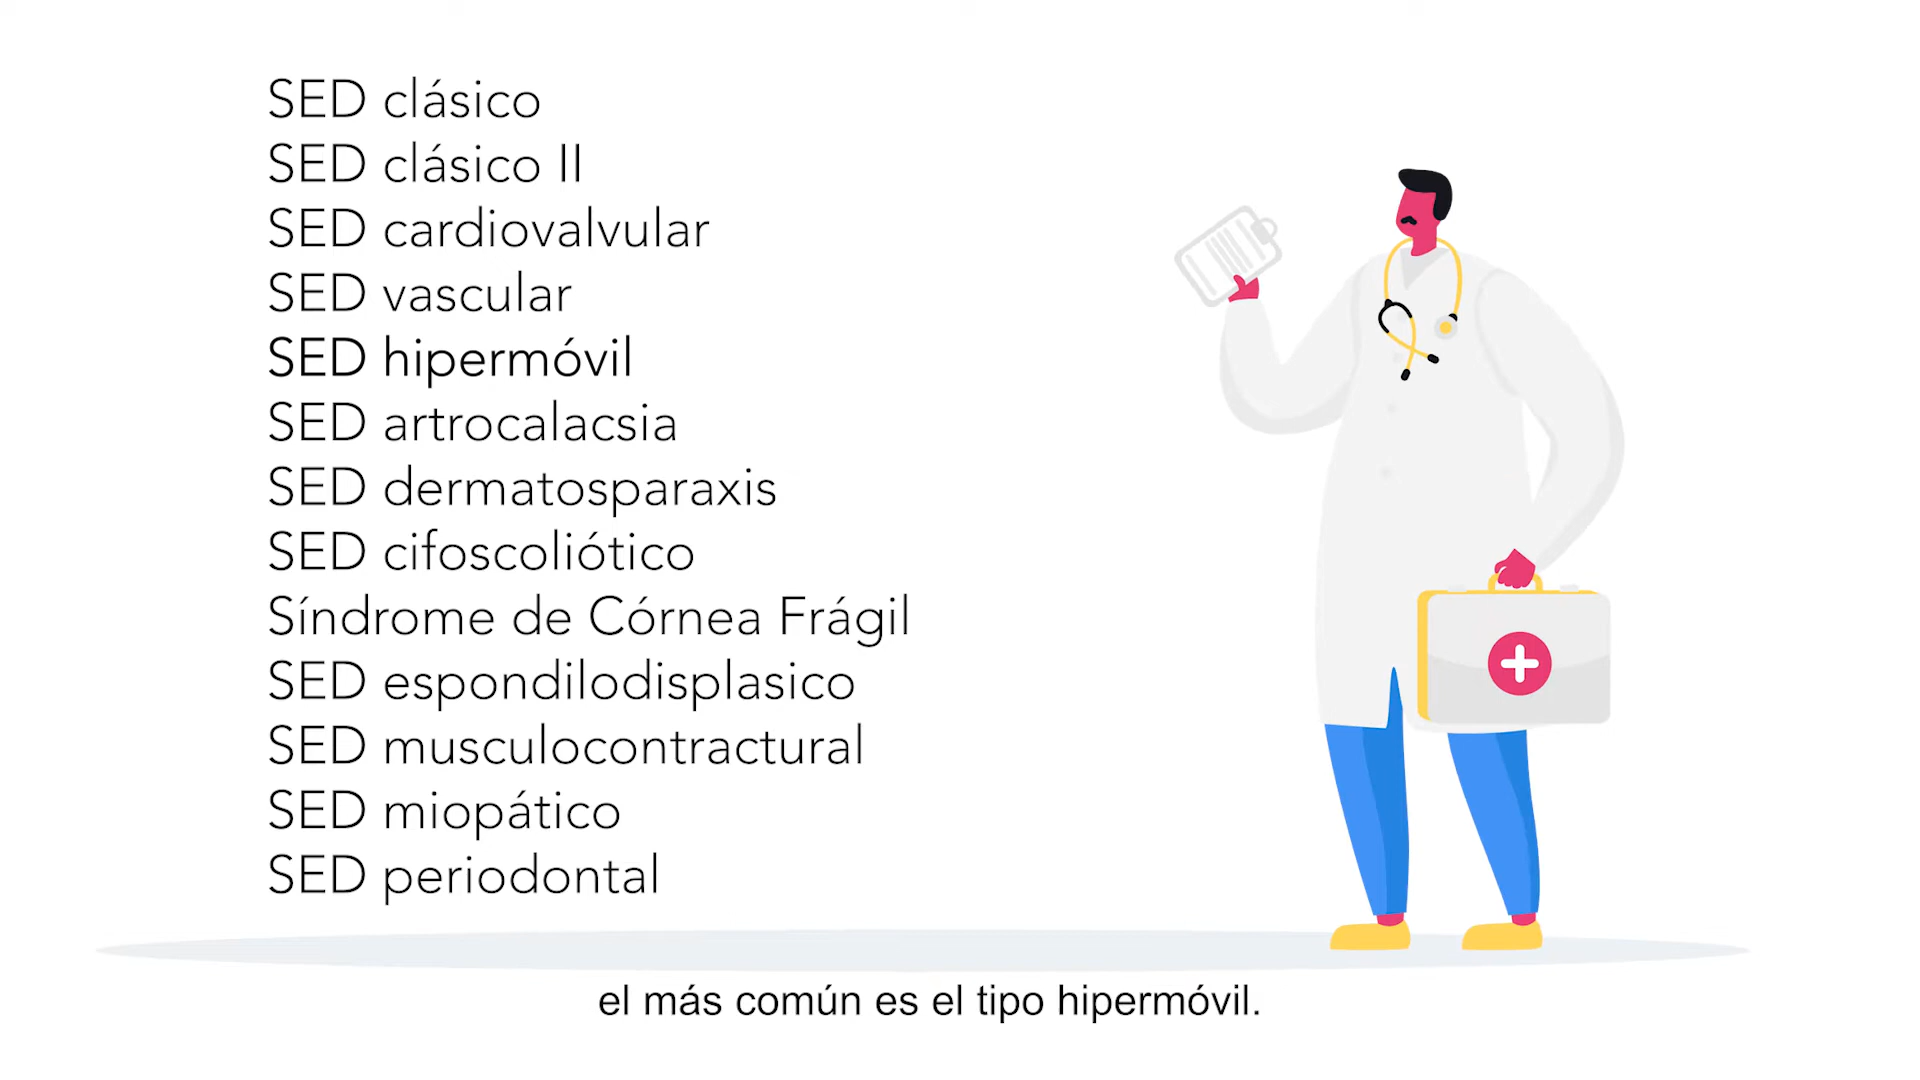 SED clásico
SED clásico II
SED cardiovalvular
SED vascular
SED hipermóvil
SED artrocalacsia
SED dermatosparaxis
SED cifoscoliótico
Síndrome de Córnea Frágil
SED espondilodisplasico
SED musculocontractural
SED miopático
SED periodontal
el más común es el tipo hipermóvil.